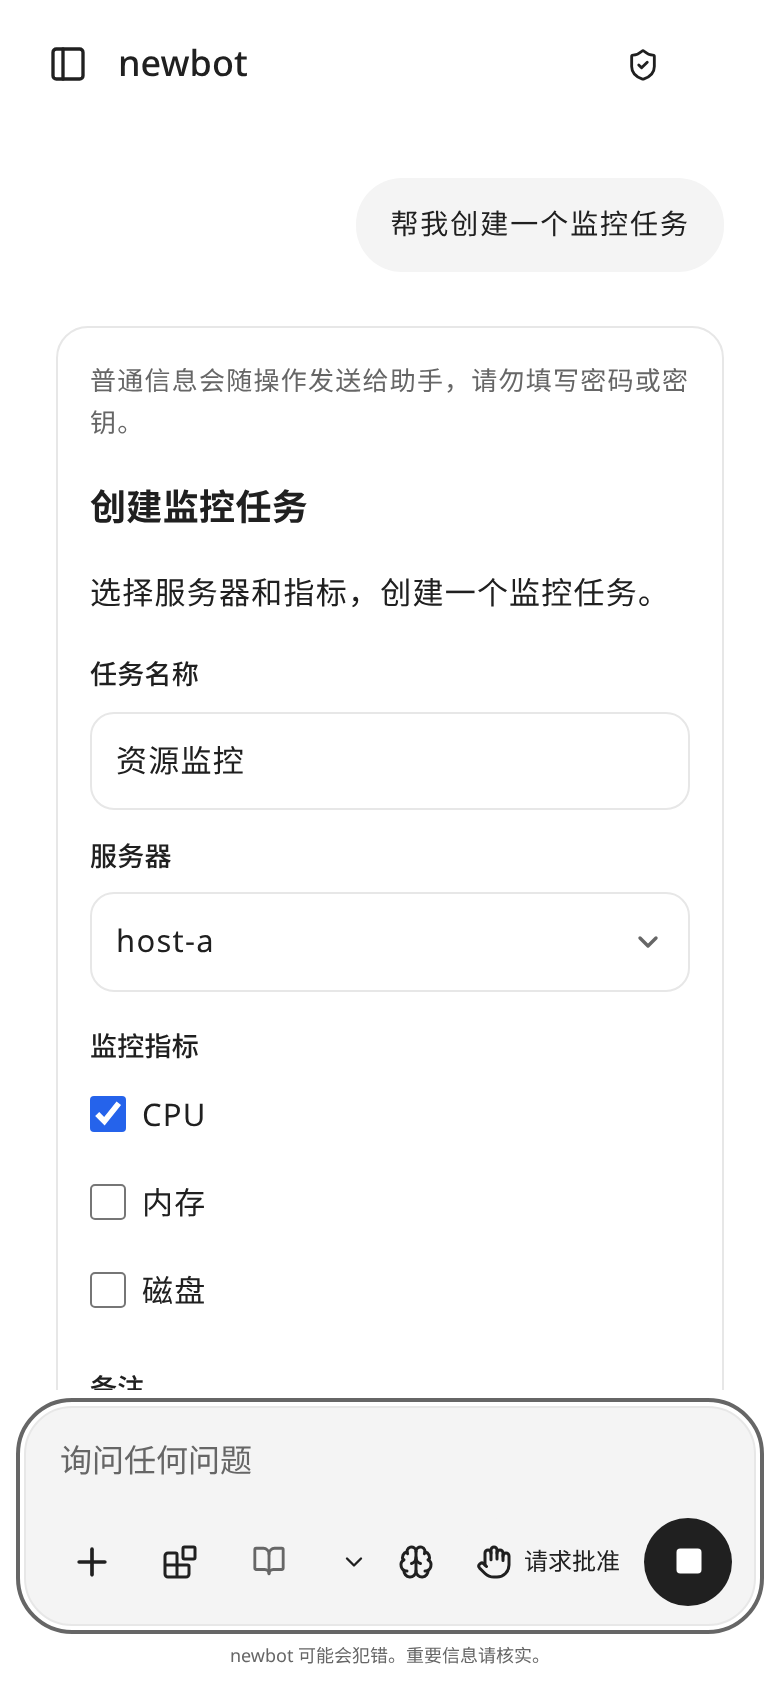 newbot
帮我创建一个监控任务
普通信息会随操作发送给助手，请勿填写密码或密
钥。
创建监控任务
选择服务器和指标，创建一个监控任务。
任务名称
资源监控
服务器
host-a
监控指标
CPU
内存
磁盘
备注
询问任何问题
请求批准
newbot 可能会犯错。重要信息请核实。